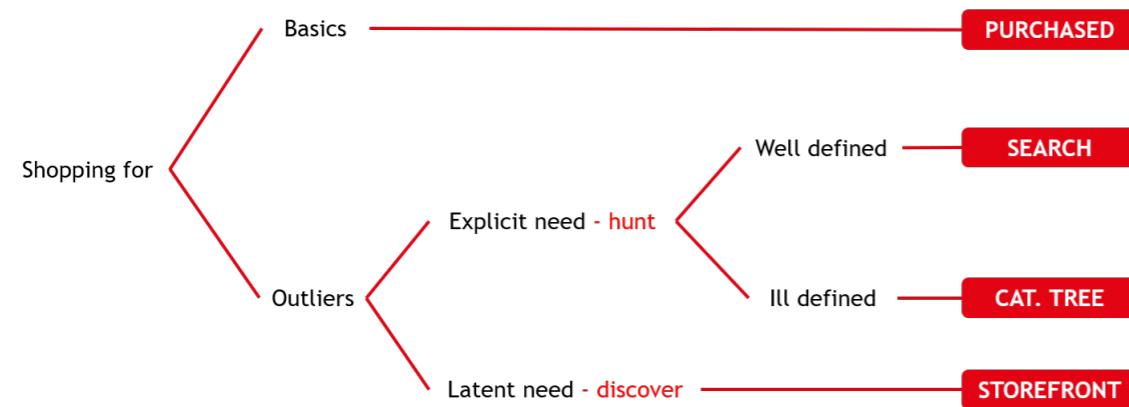 Basics
PURCHASED
Shopping for
Well defined
SEARCH
Explicit need - hunt
Outliers
Ill defined
CAT. TREE
Latent need - discover
STOREFRONT